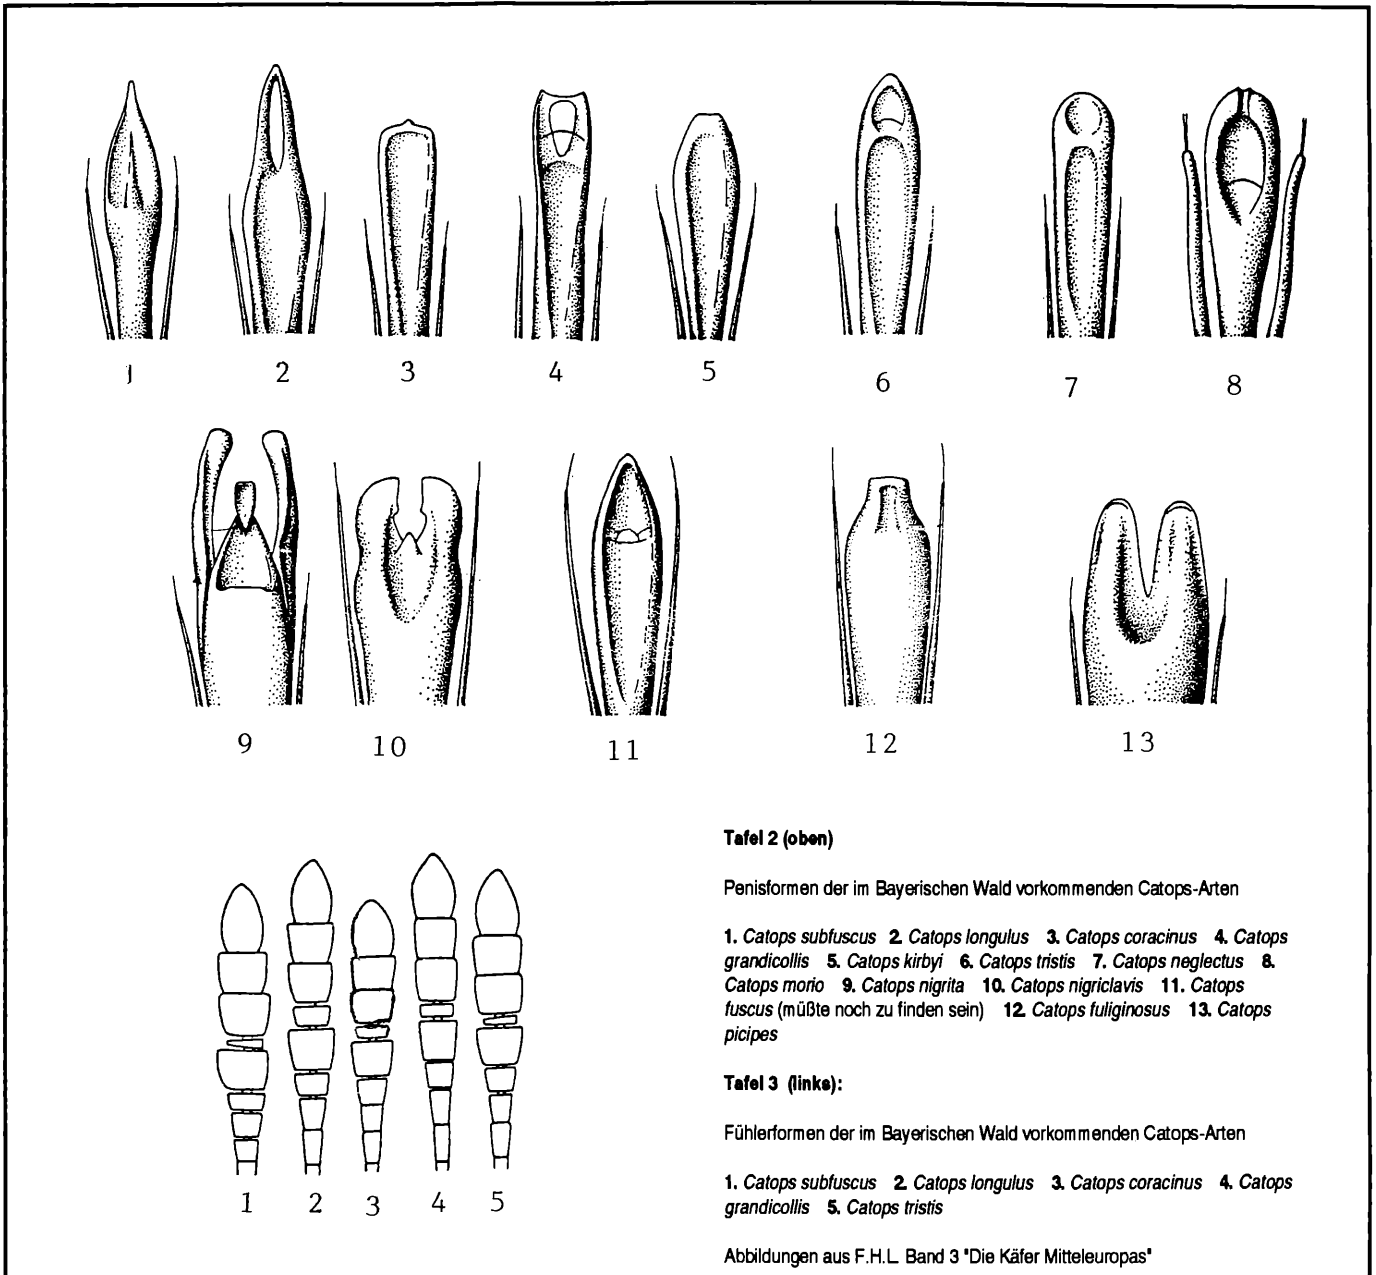 1 2 3 4 5 6 7 8
9 10 11 12 13
Tafel 2 (oben)
Penisformen der im Bayerischen Wald vorkommenden Catops-Arten
1. Catops subfuscus 2. Catops longulus 3. Catops coracinus 4. Catops
grandicollis 5. Catops kirbyi 6. Catops tristis 7. Catops neglectus 8.
Catops morio 9. Catops nigrita 10. Catops nigriclavis 11. Catops
fuscus (müßte noch zu finden sein) 12. Catops fuliginosus 13. Catops
picipes
Tafel 3 (links):
Fühlerformen der im Bayerischen Wald vorkommenden Catops-Arten
1. Catops subfuscus 2. Catops longulus 3. Catops coracinus 4. Catops
grandicollis 5. Catops tristis
Abbildungen aus F.H.L. Band 3 "Die Käfer Mitteleuropas"
1 2 3 4 5